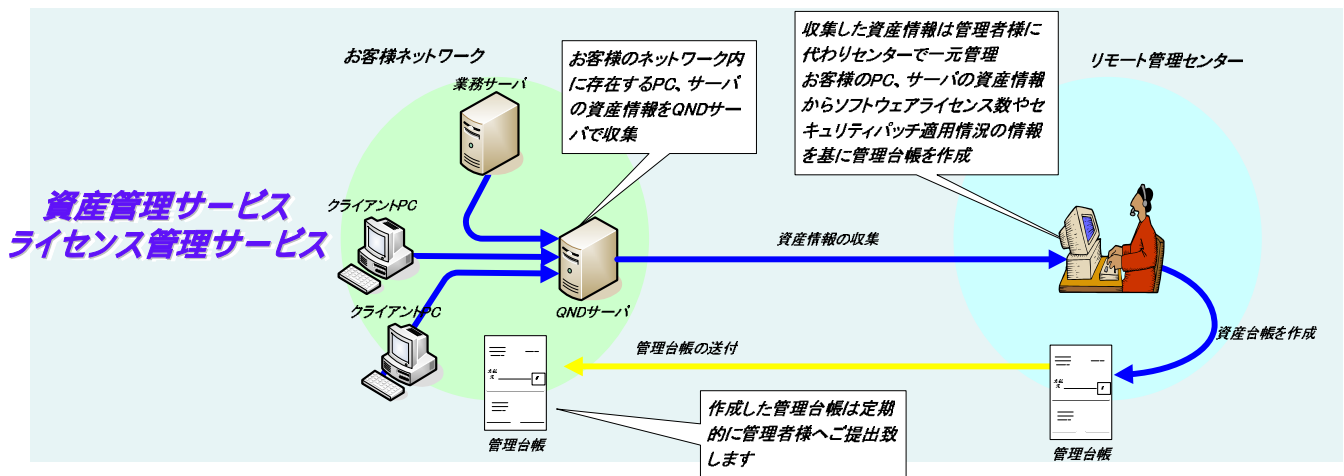 資産管理サービス
ライセンス管理サービス
お客様ネットワーク
業務サーバ
クライアントPC
クライアントPC
QNDサーバ
お客様のネットワーク内
に存在するPC、サーバ
の資産情報をQNDサー
バで収集
収集した資産情報は管理者様に
代わりセンターで一元管理
お客様のPC、サーバの資産情報
からソフトウェアライセンス数やセ
キュリティパッチ適用情況の情報
を基に管理台帳を作成
リモート管理センター
資産情報の収集
資産台帳を作成
管理台帳の送付
管理台帳
作成した管理台帳は定期
的に管理者様へご提出致
します
管理台帳